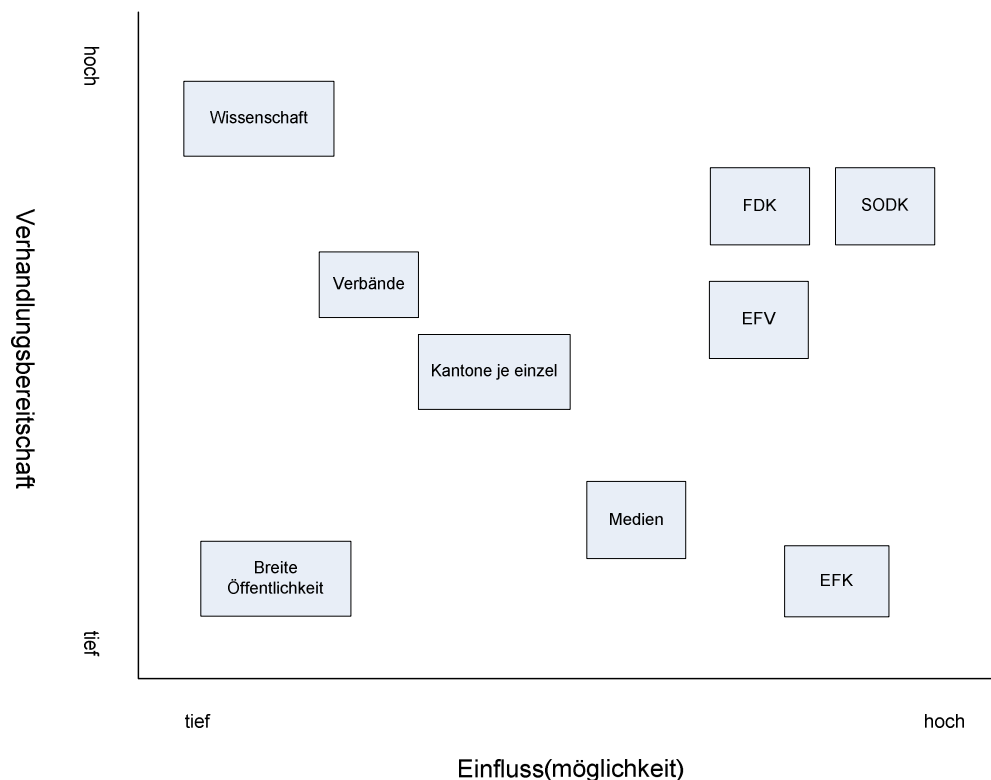 hoch
Wissenschaft
FDK
SODK
Verhandlungsbereitschaft
Verbände
EFV
Kantone je einzel
Medien
Breite
Öffentlichkeit
EFK
tief
tief
hoch
Einfluss(möglichkeit)